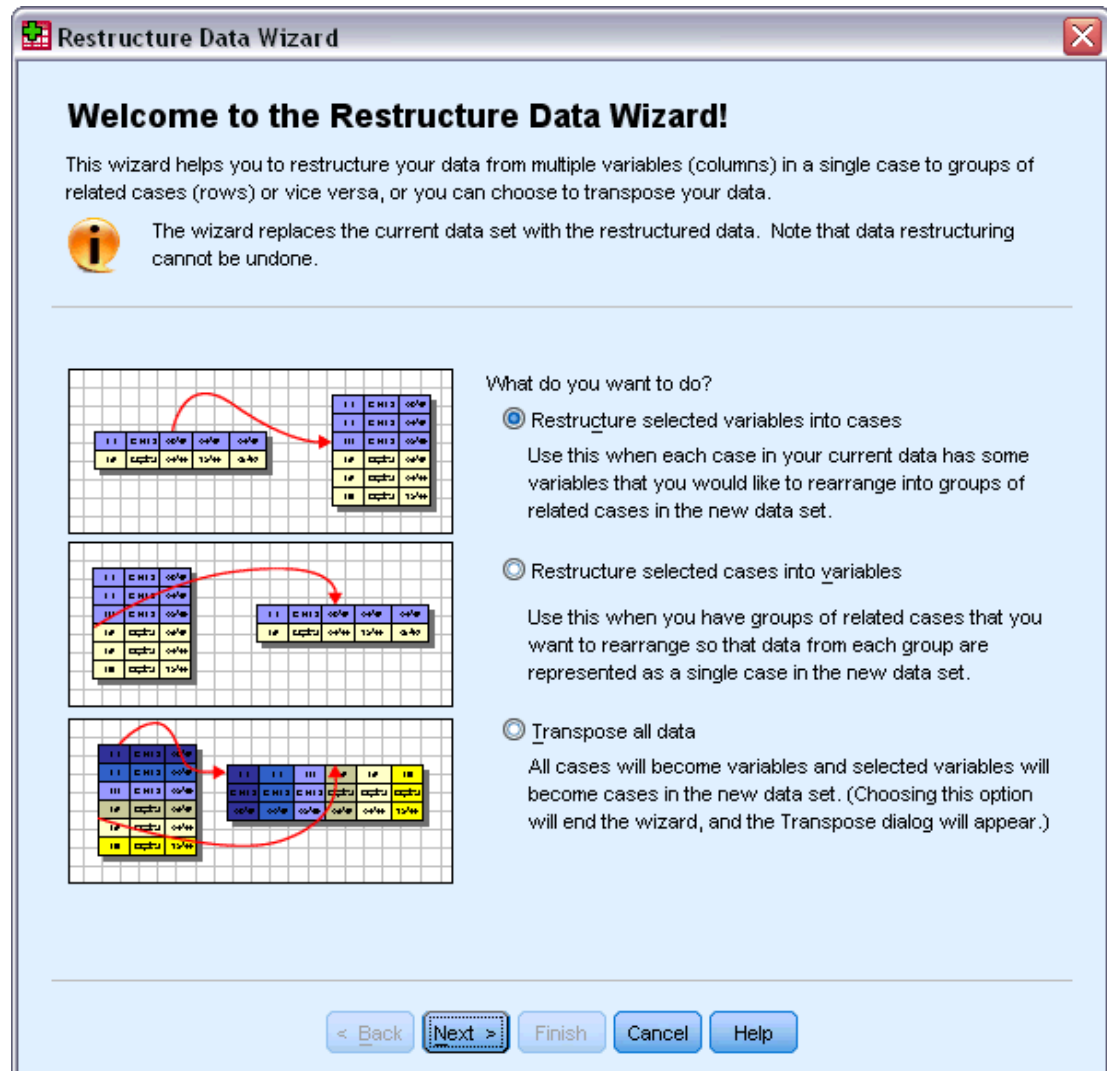 Restructure Data Wizard
Welcome to the Restructure Data Wizard!
This wizard helps you to restructure your data from multiple variables (columns) in a single case to groups of
related cases (rows) or vice versa, or you can choose to transpose your data.
The wizard replaces the current data set with the restructured data.  Note that data restructuring
cannot be undone.
What do you want to do?
Restructure selected variables into cases
Use this when each case in your current data has some
variables that you would like to rearrange into groups of
related cases in the new data set.
Restructure selected cases into variables
Use this when you have groups of related cases that you
want to rearrange so that data from each group are
represented as a single case in the new data set.
Transpose all data
All cases will become variables and selected variables will
become cases in the new data set. (Choosing this option
will end the wizard, and the Transpose dialog will appear.)
< Back Next > Finish Cancel Help